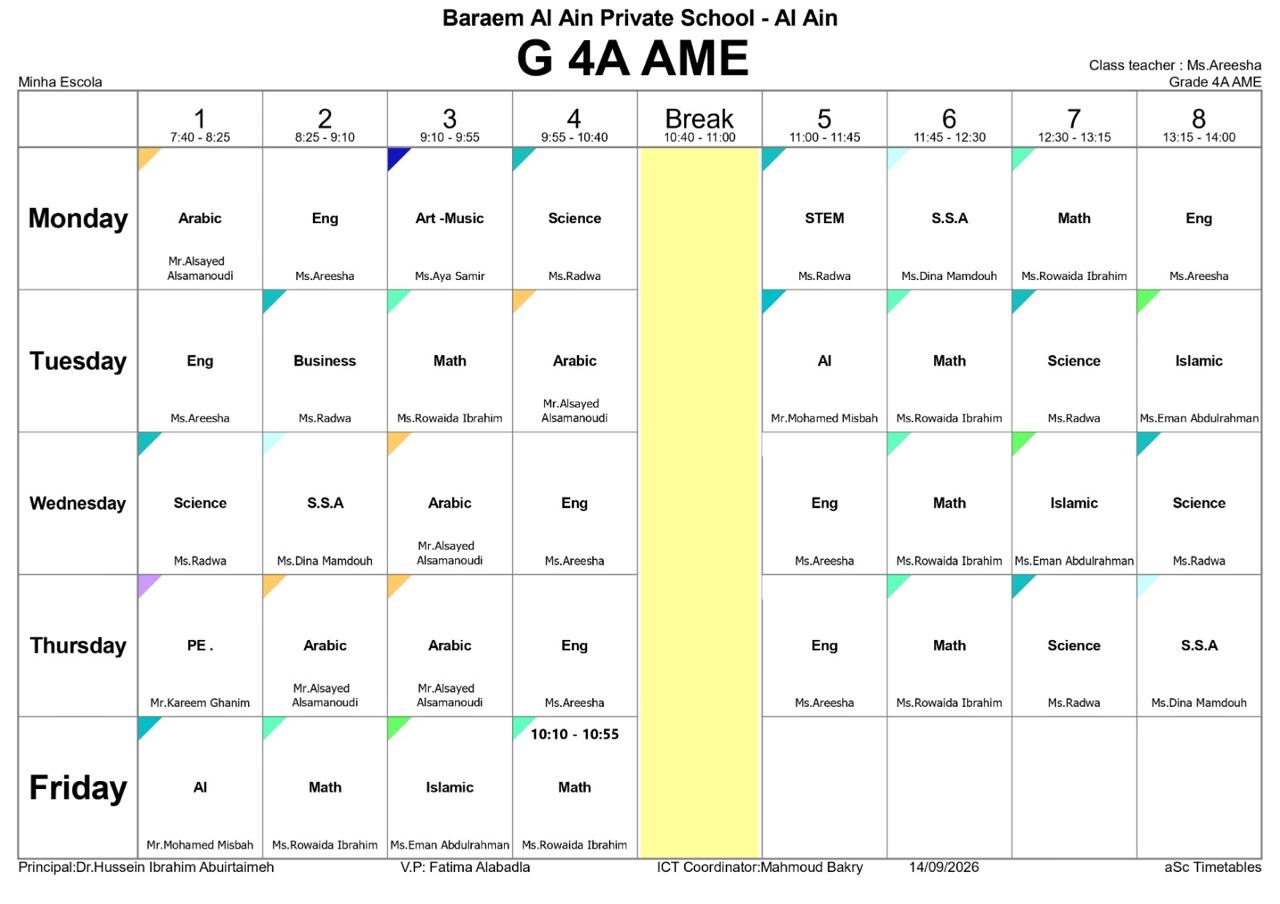 Baraem Al Ain Private School - Al Ain
G 4A AME
Class teacher : Ms.Areesha
Minha Escola
Grade 4A AME
1 2 3 4 Break 5 6 7 8
7:40 - 8:25 8:25 - 9:10 9:10 - 9:55 9:55 - 10:40 10:40 - 11:00 11:00 - 11:45 11:45 - 12:30 12:30 - 13:15 13:15 - 14:00
Monday Arabic Eng Art -Music Science STEM S.S.A Math Eng
Mr.Alsayed
Alsamanoudi Ms.Areesha Ms.Aya Samir Ms.Radwa Ms.Radwa Ms.Dina Mamdouh Ms.Rowaida Ibrahim Ms.Areesha
Tuesday Eng Business Math Arabic AI Math Science Islamic
Mr.Alsayed
Ms.Areesha Ms.Radwa Ms.Rowaida Ibrahim Alsamanoudi Mr.Mohamed Misbah Ms.Rowaida Ibrahim Ms.Radwa Ms.Eman Abdulrahman
Wednesday Science S.S.A Arabic Eng Eng Math Islamic Science
Mr.Alsayed
Ms.Radwa Ms.Dina Mamdouh Alsamanoudi Ms.Areesha Ms.Areesha Ms.Rowaida Ibrahim Ms.Eman Abdulrahman Ms.Radwa
Thursday PE . Arabic Arabic Eng Eng Math Science S.S.A
Mr.Alsayed Mr.Alsayed
Mr.Kareem Ghanim Alsamanoudi Alsamanoudi Ms.Areesha Ms.Areesha Ms.Rowaida Ibrahim Ms.Radwa Ms.Dina Mamdouh
10:10 - 10:55
Friday AI Math Islamic Math
Mr.Mohamed Misbah Ms.Rowaida Ibrahim Ms.Eman Abdulrahman Ms.Rowaida Ibrahim
Principal:Dr.Hussein Ibrahim Abuirtaimeh V.P: Fatima Alabadla ICT Coordinator:Mahmoud Bakry 14/09/2026 aSc Timetables